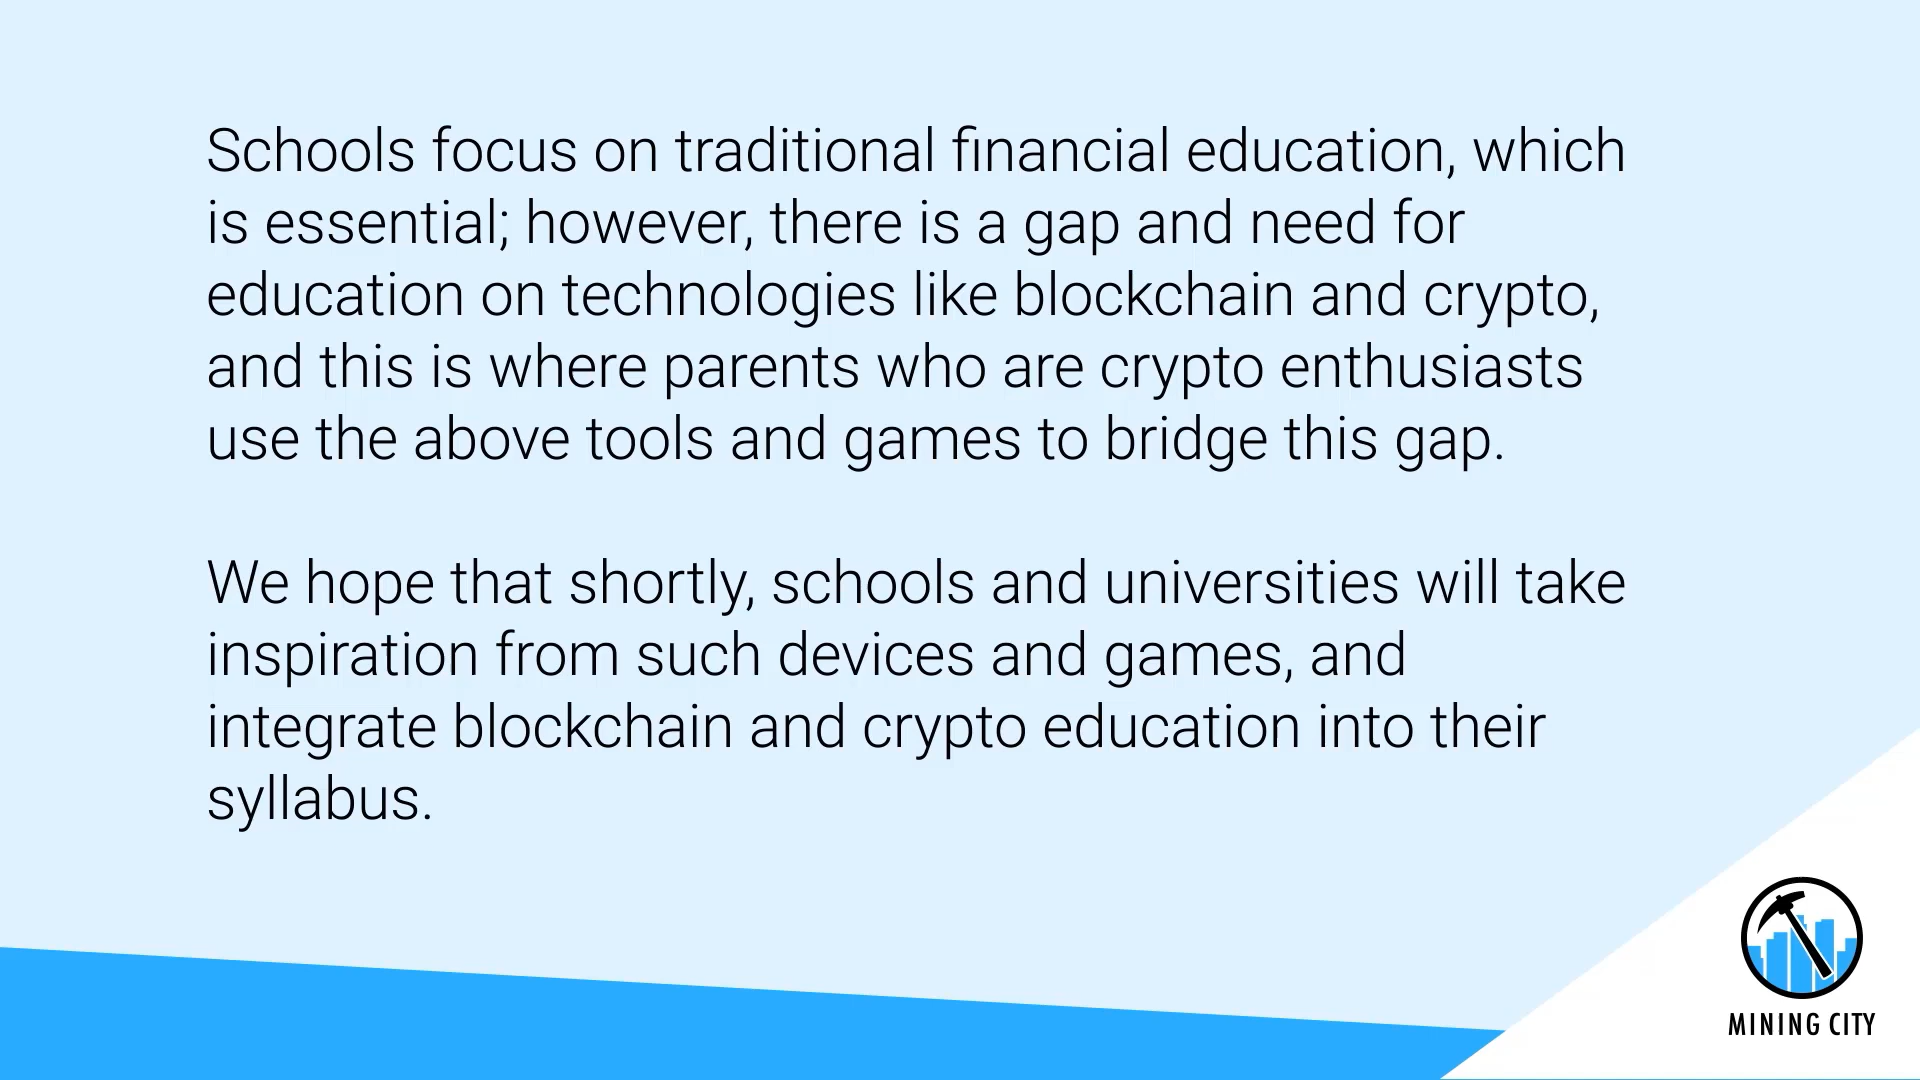 Schools focus on traditional financial education, which
is essential; however, there is a gap and need for
education on technologies like blockchain and crypto,
and this is where parents who are crypto enthusiasts
use the above tools and games to bridge this gap.
We hope that shortly, schools and universities will take
inspiration from such devices and games, and
integrate blockchain and crypto education into their
syllabus.
MINING CITY